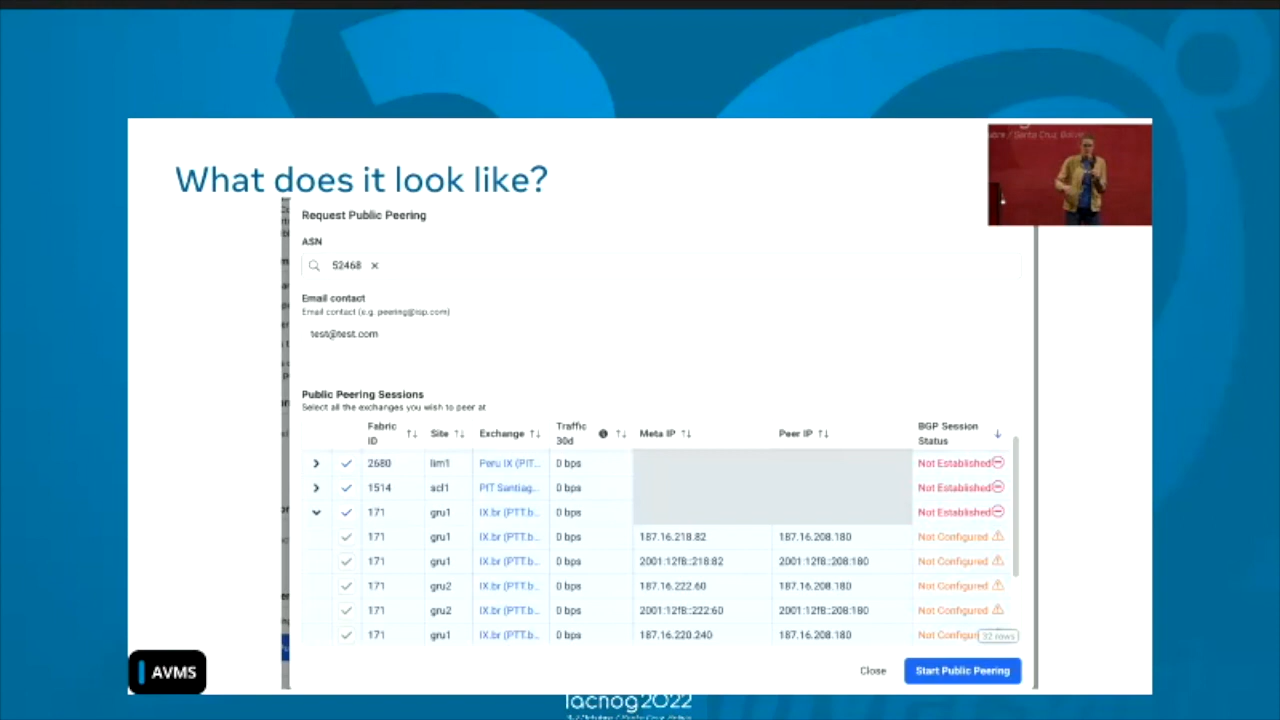 What does it look like?
Request Public Peering
ASN
52468
Email contact
Email contact (e.g. peering@isp.com)
test@test.com
Public Peering Sessions
Select all the exchanges you wish to peer at
Fabric ID Site Exchange Traffic 30d Meta IP Peer IP BGP Session Status
2680 lim1 Peru IX (PIT... 0 bps Not Established
1514 scl1 PIT Santiag... 0 bps Not Established
171 gru1 IX.br (PTT.b... 0 bps Not Established
171 gru1 IX.br (PTT.b... 0 bps 187.16.218.82 187.16.208.180 Not Configured
171 gru1 IX.br (PTT.b... 0 bps 2001:12f8::218:82 2001:12f8::208:180 Not Configured
171 gru2 IX.br (PTT.b... 0 bps 187.16.222.60 187.16.208.180 Not Configured
171 gru2 IX.br (PTT.b... 0 bps 2001:12f8::222:60 2001:12f8::208:180 Not Configured
171 gru1 IX.br (PTT.b... 0 bps 187.16.220.240 187.16.208.180 Not Configur
32 rows
Close Start Public Peering
AVMS
lacnog2022